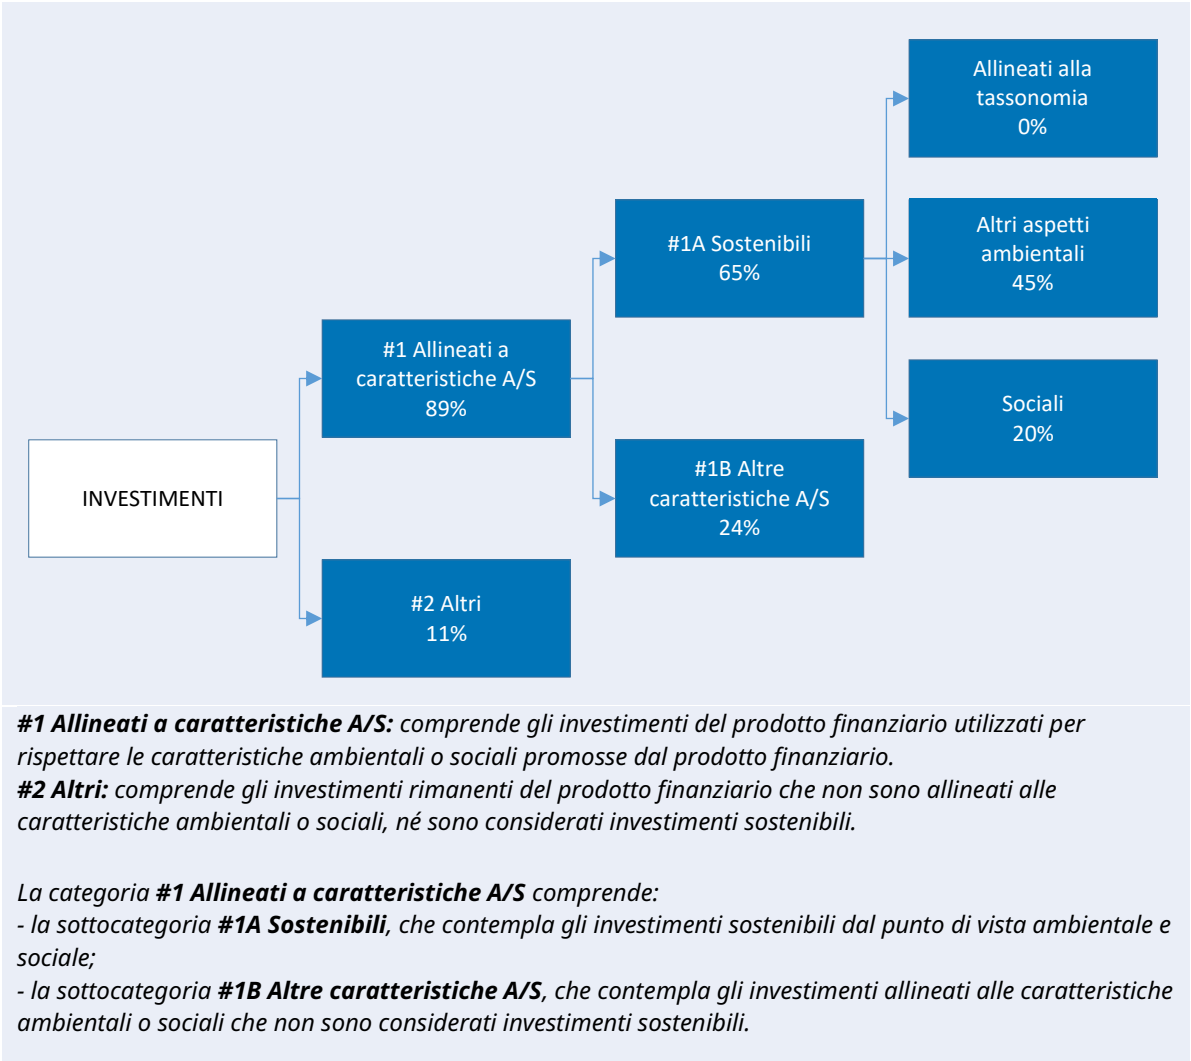 Allineati alla
tassonomia
0%
#1A Sostenibili
65%
Altri aspetti
ambientali
45%
#1 Allineati a
caratteristiche A/S
89%
Sociali
20%
INVESTIMENTI
#1B Altre
caratteristiche A/S
24%
#2 Altri
11%
#1 Allineati a caratteristiche A/S: comprende gli investimenti del prodotto finanziario utilizzati per
rispettare le caratteristiche ambientali o sociali promosse dal prodotto finanziario.
#2 Altri: comprende gli investimenti rimanenti del prodotto finanziario che non sono allineati alle
caratteristiche ambientali o sociali, né sono considerati investimenti sostenibili.
La categoria #1 Allineati a caratteristiche A/S comprende:
- la sottocategoria #1A Sostenibili, che contempla gli investimenti sostenibili dal punto di vista ambientale e
sociale;
- la sottocategoria #1B Altre caratteristiche A/S, che contempla gli investimenti allineati alle caratteristiche
ambientali o sociali che non sono considerati investimenti sostenibili.